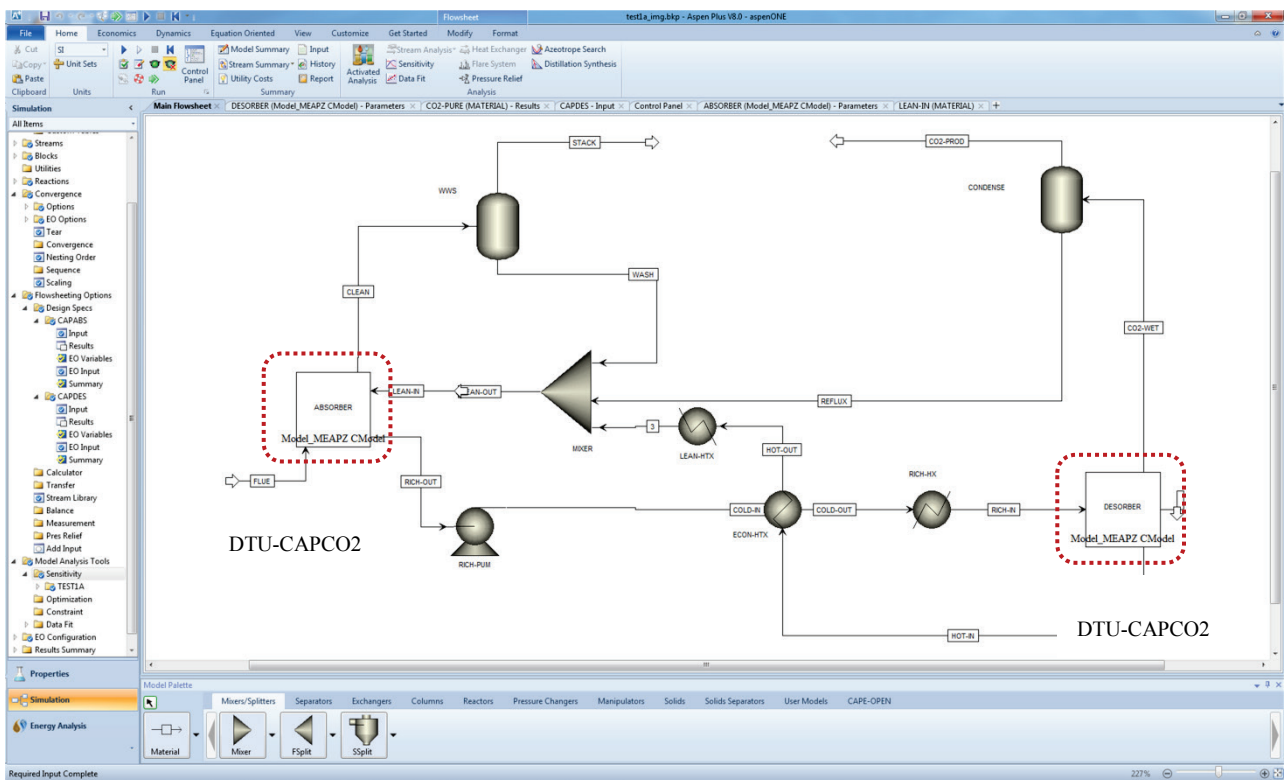 Flowsheet
test1a_img.bkp - Aspen Plus V8.0 - aspenONE
File Home Economics Dynamics Equation Oriented View Customize Get Started Modify Format
Cut SI Model Summary Input Stream Analysis Heat Exchanger Azeotrope Search
Copy Unit Sets Stream Summary History Sensitivity Flare System Distillation Synthesis
Paste Control Panel Utility Costs Report Activated Analysis Data Fit Pressure Relief
Clipboard Units Run Summary Analysis
Simulation
Main Flowsheet DESORBER (Model_MEAPZ CModel) - Parameters CO2-PURE (MATERIAL) - Results CAPDES - Input Control Panel ABSORBER (Model_MEAPZ CModel) - Parameters LEAN-IN (MATERIAL) +
All Items
Streams
Blocks
Utilities
Reactions
Convergence
Options
EO Options
Tear
Convergence
Nesting Order
Sequence
Scaling
Flowsheeting Options
Design Specs
CAPABS
Input
Results
EO Variables
EO Input
Summary
CAPDES
Input
Results
EO Variables
EO Input
Summary
Calculator
Transfer
Stream Library
Balance
Measurement
Pres Relief
Add Input
Model Analysis Tools
Sensitivity
TEST1A
Optimization
Constraint
Data Fit
EO Configuration
Results Summary
Properties
Simulation
Energy Analysis
STACK
CO2-PROD
WWS
CONDENSE
WASH
CLEAN
CO2-WET
LEAN-IN
EAN-OUT
ABSORBER
REFLUX
Model_MEAPZ CModel
3
MIXER
LEAN-HTX
HOT-OUT
RICH-HX
FLUE
RICH-OUT
COLD-IN
COLD-OUT
RICH-IN
DESORBER
ECON-HTX
Model_MEAPZ CModel
DTU-CAPCO2
RICH-PUM
HOT-IN
DTU-CAPCO2
Model Palette
Mixers/Splitters Separators Exchangers Columns Reactors Pressure Changers Manipulators Solids Solids Separators User Models CAPE-OPEN
Material Mixer FSplit SSplit
Required Input Complete
227%